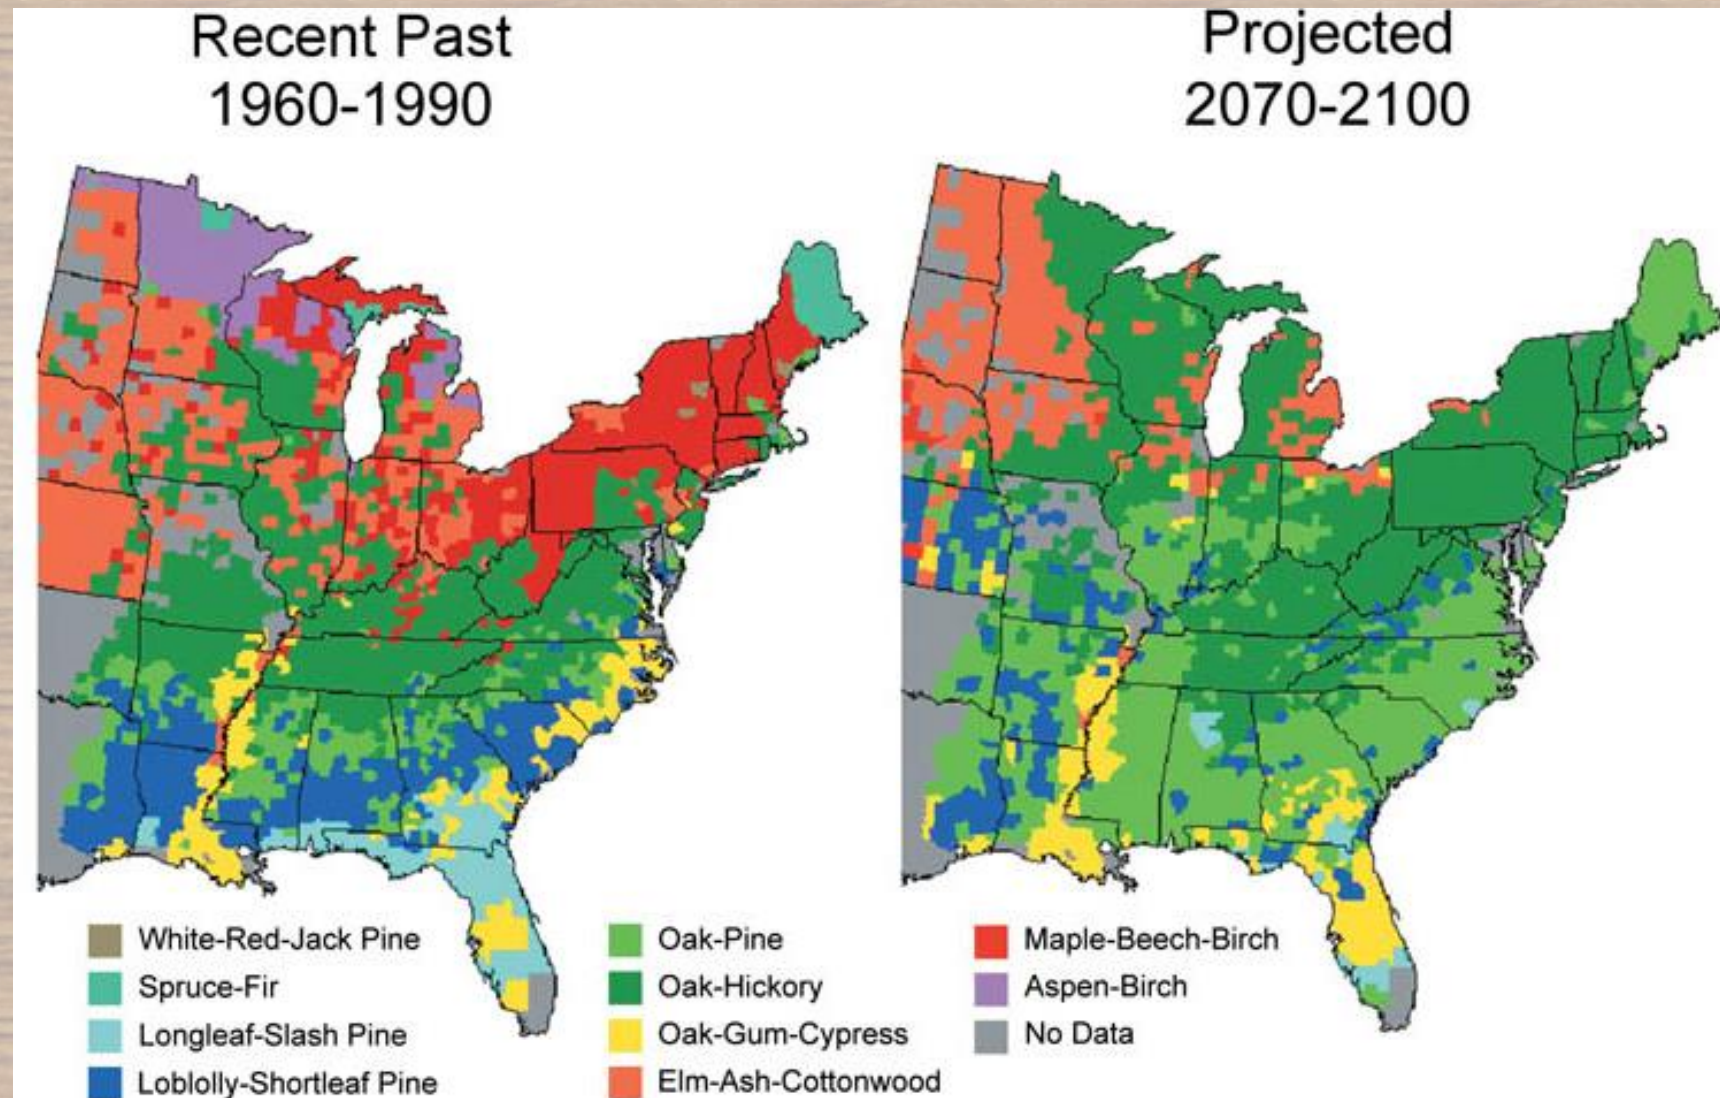 Recent Past
1960-1990
Projected
2070-2100
White-Red-Jack Pine
Spruce-Fir
Longleaf-Slash Pine
Loblolly-Shortleaf Pine
Oak-Pine
Oak-Hickory
Oak-Gum-Cypress
Elm-Ash-Cottonwood
Maple-Beech-Birch
Aspen-Birch
No Data